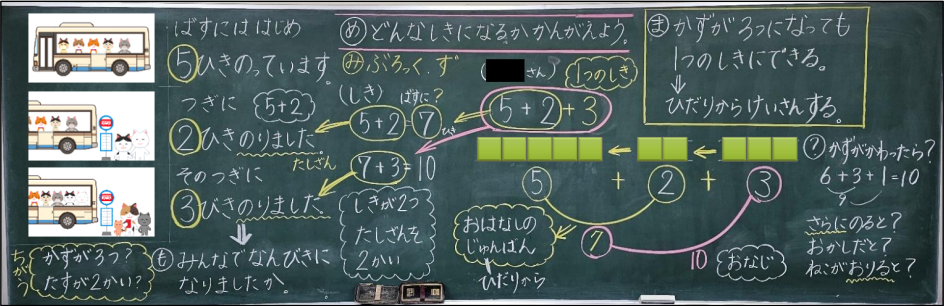 ばすには はじめ
⑤ひきのっています。
つぎに
5+2
②ひきのりました。
たしざん
そのつぎに
③びきのりました。
ちがう
かずが3つ?
たすが2かい?
も みんなでなんびきに
なりましたか。
め どんなしきになるか かんがえよう。
み ぶろっく、ず
(しき)
ばすに?
5+2=7ひき
7+3=10
しきが2つ
たしざんを
2かい
(さん)
1つのしき
5+2+3
5 + 2 + 3
7
10
おなじ
おはなしの
じゅんばん
ひだりから
ま かずが 3つになっても
1つのしきにできる。
⇓
ひだりからけいさんする。
? かずがかわったら?
6+3+1=10
9
さらにのると?
おかしだと?
ねこがおりると?